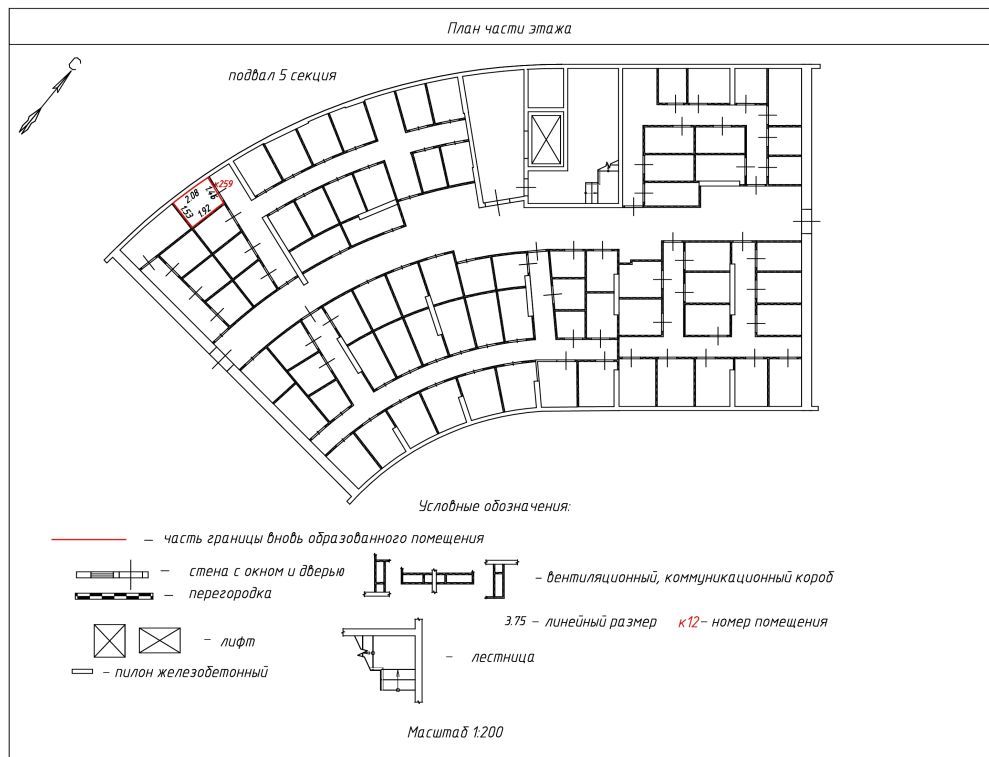 План части этажа
С
подвал 5 секция
к259
2.08
1.46
1.53
1.92
Условные обозначения:
– часть границы вновь образованного помещения
– стена с окном и дверью
– перегородка
– вентиляционный, коммуникационный короб
3.75 – линейный размер к12 – номер помещения
– лифт
– лестница
– пилон железобетонный
Масштаб 1:200